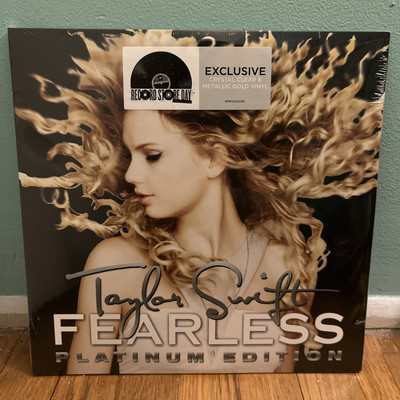 RECORD STORE DAY
EXCLUSIVE
CRYSTAL CLEAR &
METALLIC GOLD VINYL
Taylor Swift
FEARLESS
PLATINUM EDITION